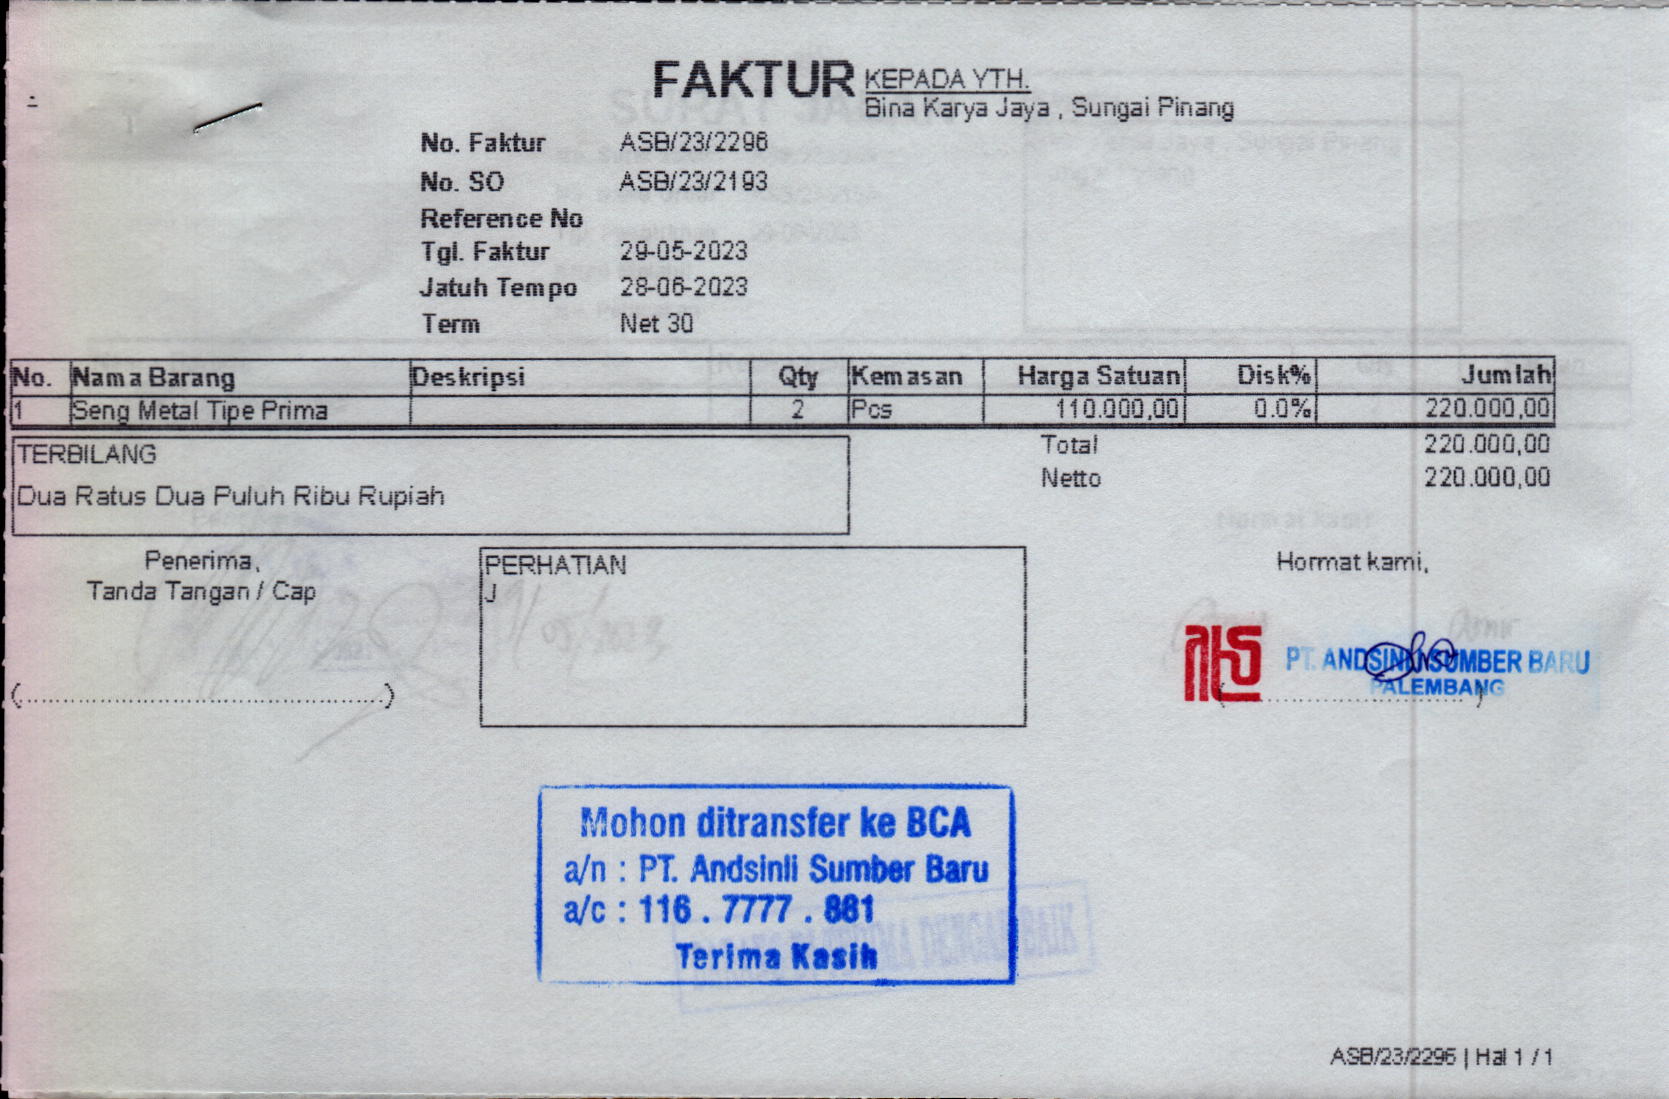 FAKTUR
KEPADA YTH.
Bina Karya Jaya , Sungai Pinang
No. Faktur ASB/23/2296
No. SO ASB/23/2193
Reference No
Tgl. Faktur 29-05-2023
Jatuh Tempo 28-06-2023
Term Net 30
No. Nama Barang Deskripsi Qty Kemasan Harga Satuan Disk% Jumlah
1 Seng Metal Tipe Prima 2 Pcs 110.000,00 0.0% 220.000,00
Total 220.000,00
Netto 220.000,00
TERBILANG
Dua Ratus Dua Puluh Ribu Rupiah
Penerima,
Tanda Tangan / Cap
(..................................................)
PERHATIAN
J
Hormat kami,
PT. ANDSINLI SUMBER BARU
PALEMBANG
Mohon ditransfer ke BCA
a/n : PT. Andsinli Sumber Baru
a/c : 116 . 7777 . 881
Terima Kasih
ASB/23/2296 | Hal 1 / 1